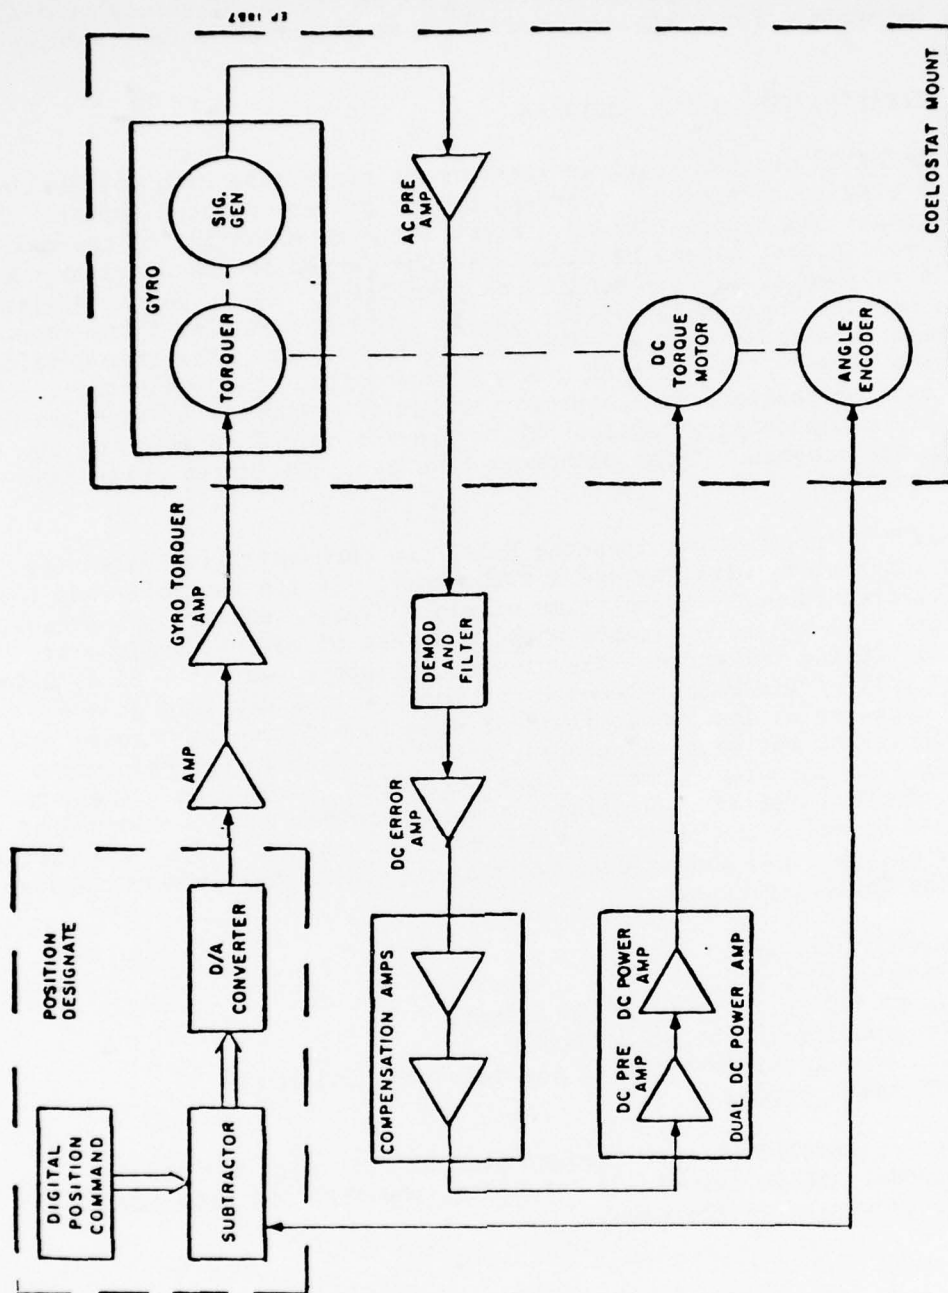 EP 1887
DIGITAL
POSITION
COMMAND
SUBTRACTOR
POSITION
DESIGNATE
D/A
CONVERTER
AMP
GYRO TORQUER
AMP
GYRO
TORQUER
SIG.
GEN
AC PRE
AMP
DEMOD
AND
FILTER
DC ERROR
AMP
COMPENSATION AMPS
DC PRE
AMP
DC POWER
AMP
DUAL DC POWER AMP
DC
TORQUE
MOTOR
ANGLE
ENCODER
COELOSTAT MOUNT